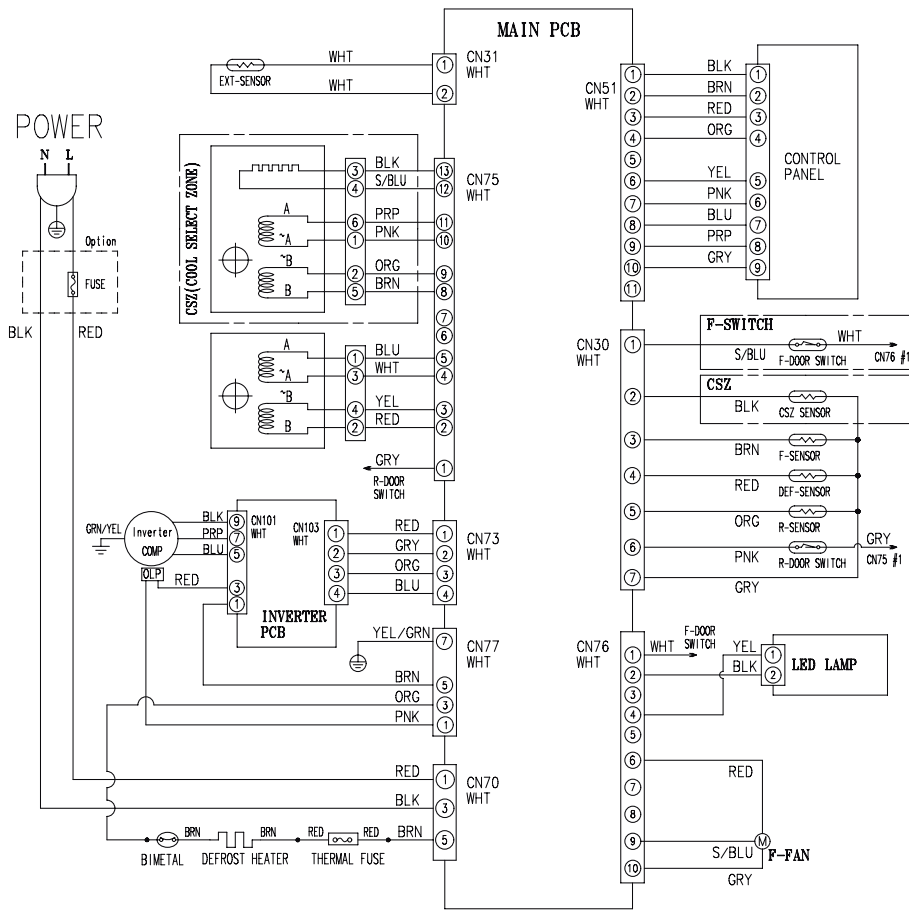 MAIN PCB
CN31
WHT
WHT
WHT
1
2
EXT-SENSOR
POWER
N L
Option
FUSE
BLK
RED
CSZ(COOL SELECT ZONE)
A
~A
~B
B
3 BLK 13
4 S/BLU 12
6 PRP 11
1 PNK 10
2 ORG 9
5 BRN 8
7
6
CN75
WHT
A
~A
~B
B
1 BLU 5
3 WHT 4
4 YEL 3
2 RED 2
GRY 1
R-DOOR
SWITCH
GRN/YEL
Inverter
COMP
OLP
BLK 9
PRP 7
BLU 5
RED 3
1
CN101
WHT
CN103
WHT
INVERTER
PCB
1 RED 1
2 GRY 2
3 ORG 3
4 BLU 4
CN73
WHT
YEL/GRN 7
BRN 5
ORG 3
PNK 1
CN77
WHT
RED 1
BLK 3
BRN 5
CN70
WHT
BRN BRN RED RED
BIMETAL DEFROST HEATER THERMAL FUSE
CN51
WHT
1 BLK 1
2 BRN 2
3 RED 3
4 ORG 4
5
6 YEL 5
7 PNK 6
8 BLU 7
9 PRP 8
10 GRY 9
11
CONTROL
PANEL
CN30
WHT
F-SWITCH
1 S/BLU F-DOOR SWITCH WHT CN76 #1
CSZ
2 BLK CSZ SENSOR
3 BRN F-SENSOR
4 RED DEF-SENSOR
5 ORG R-SENSOR
6 PNK R-DOOR SWITCH GRY CN75 #1
7 GRY
CN76
WHT
1 WHT F-DOOR
SWITCH
2
3
4
5
6
7
8
9
10
YEL 1
BLK 2
LED LAMP
RED
S/BLU
GRY
M
F-FAN